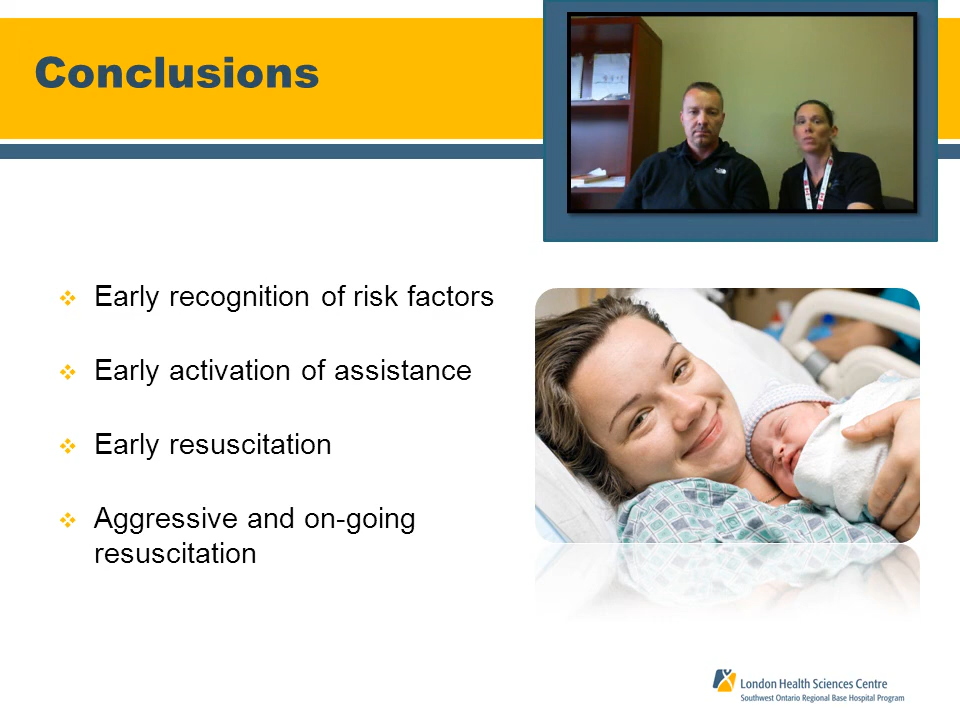 Conclusions
Early recognition of risk factors
Early activation of assistance
Early resuscitation
Aggressive and on-going
resuscitation
London Health Sciences Centre
Southwest Ontario Regional Base Hospital Program